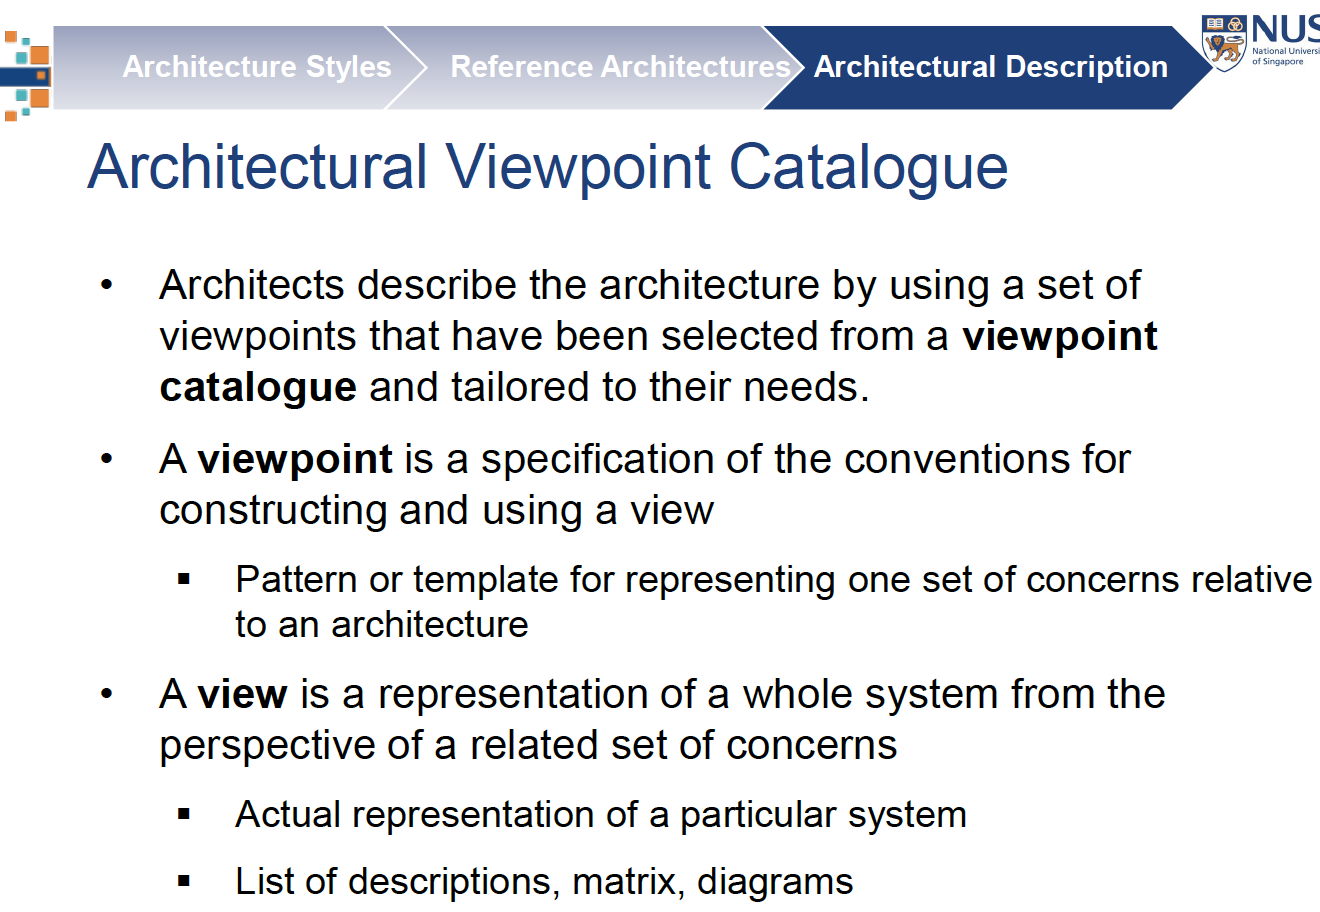 Architecture Styles
Reference Architectures
Architectural Description
National Universi
of Singapore
Architectural Viewpoint Catalogue
• Architects describe the architecture by using a set of
viewpoints that have been selected from a viewpoint
catalogue and tailored to their needs.
• A viewpoint is a specification of the conventions for
constructing and using a view
▪ Pattern or template for representing one set of concerns relative
to an architecture
• A view is a representation of a whole system from the
perspective of a related set of concerns
▪ Actual representation of a particular system
▪ List of descriptions, matrix, diagrams